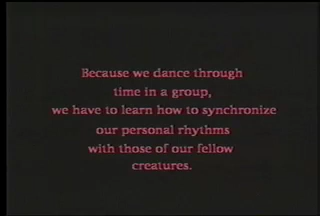 Because we dance through
time in a group,
we have to learn how to synchronize
our personal rhythms
with those of our fellow
creatures.